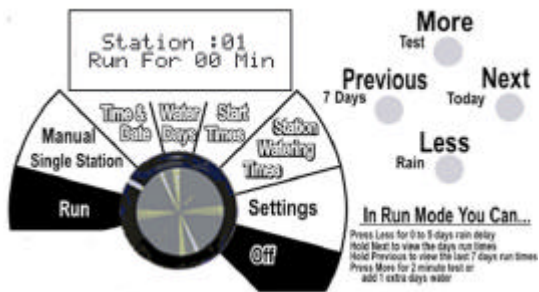 Station :01
Run For 00 Min
Time &
Date
Water
Days
Start
Times
Station
Watering
Times
Manual
Single Station
Run
Settings
Off
More
Test
Previous
7 Days
Next
Today
Less
Rain
In Run Mode You Can...
Press Less for 0 to 5 days rain delay
Hold Next to view the days run times
Hold Previous to view the last 7 days run times
Press More for 2 minute test or
add 1 extra days water